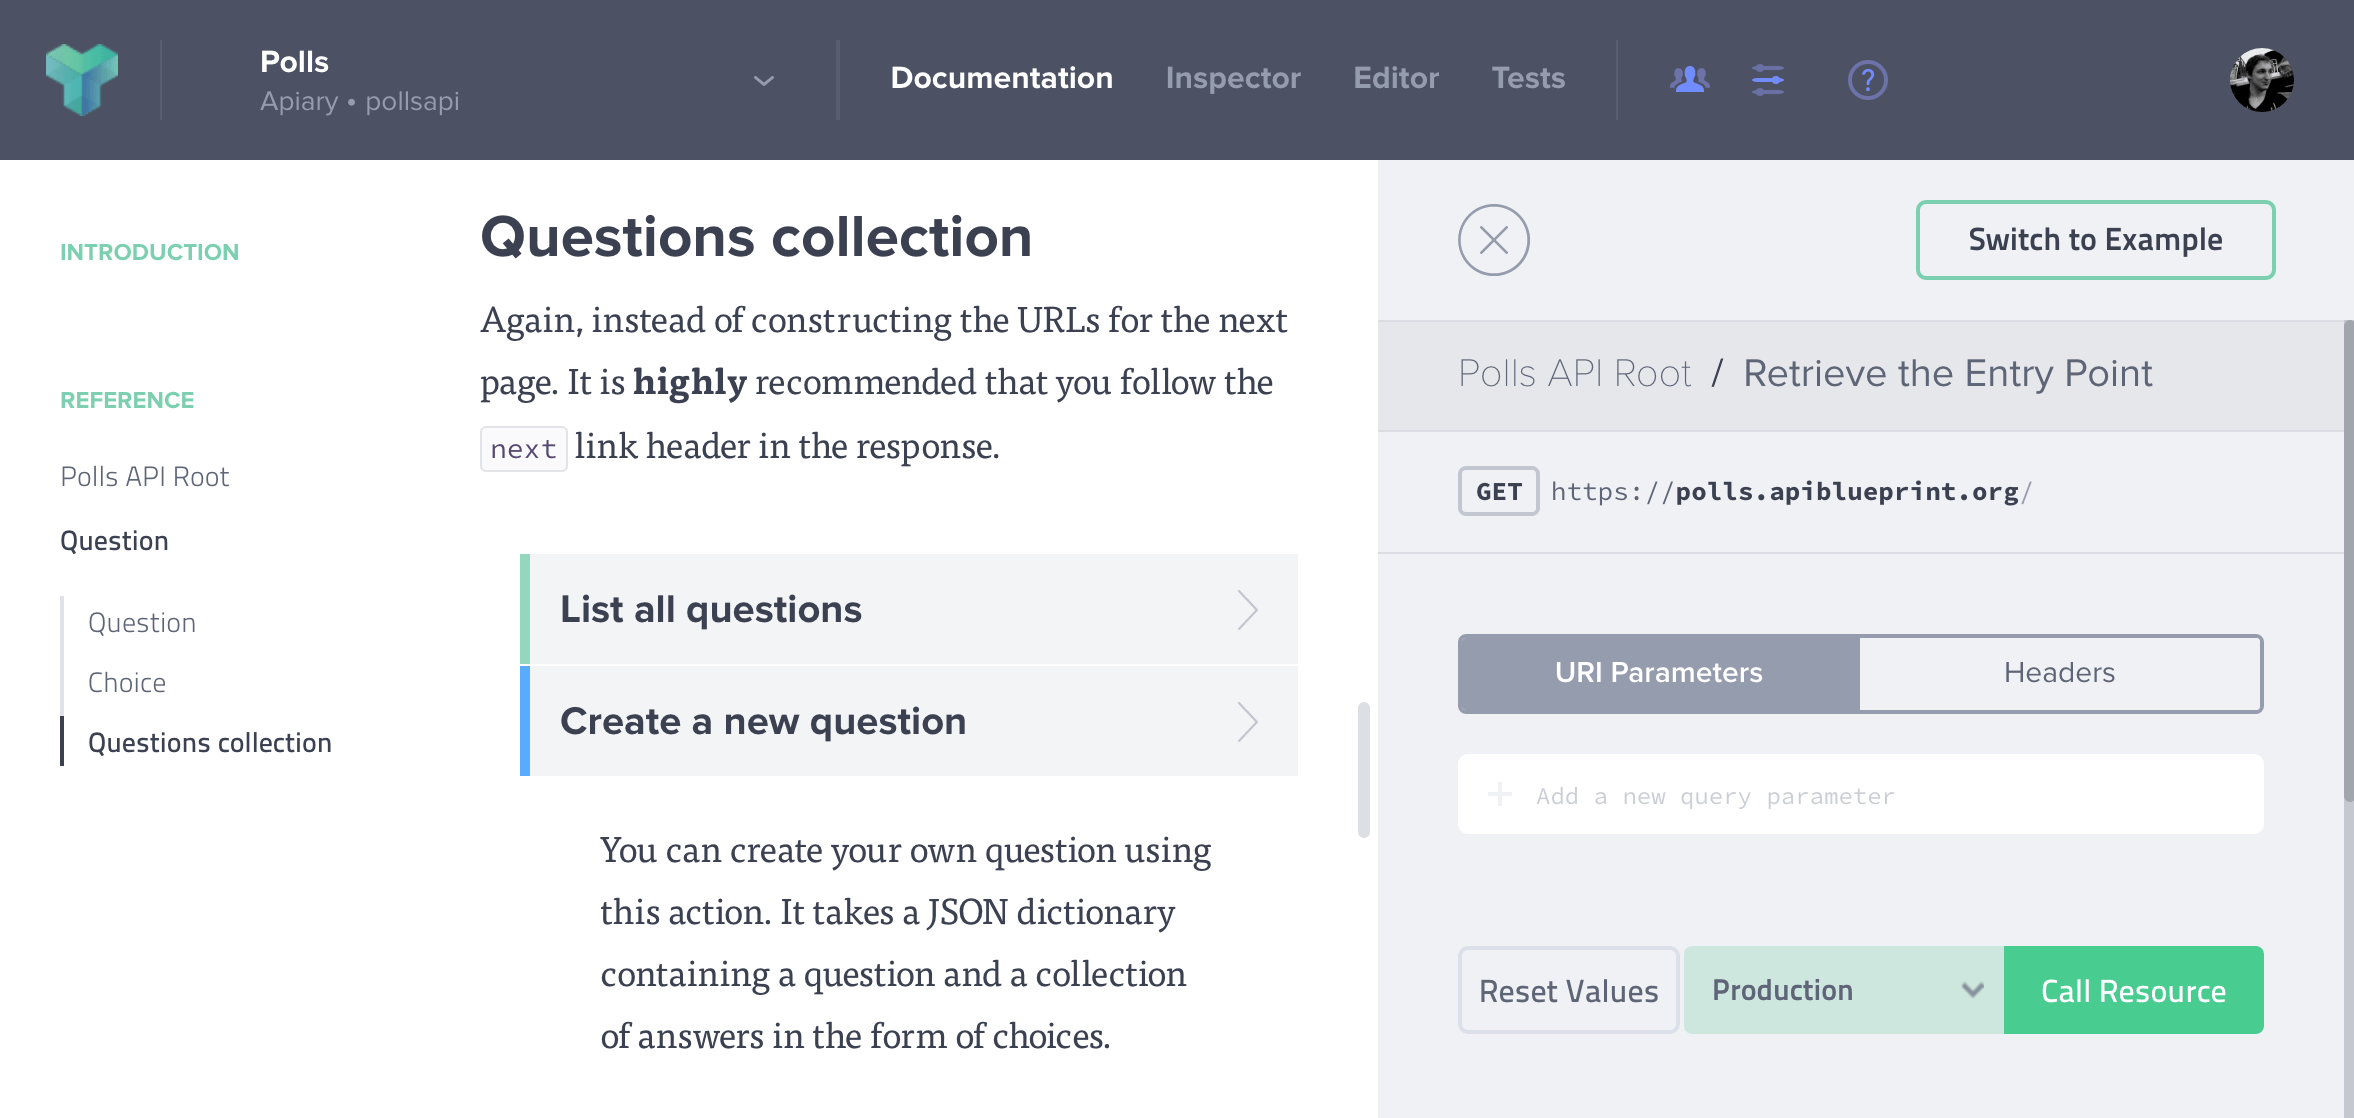 Polls
Apiary • pollsapi
Documentation Inspector Editor Tests
?
INTRODUCTION
REFERENCE
Polls API Root
Question
Question
Choice
Questions collection
Questions collection
Again, instead of constructing the URLs for the next
page. It is highly recommended that you follow the
next link header in the response.
List all questions
Create a new question
You can create your own question using
this action. It takes a JSON dictionary
containing a question and a collection
of answers in the form of choices.
Switch to Example
Polls API Root / Retrieve the Entry Point
GET https://polls.apiblueprint.org/
URI Parameters Headers
+ Add a new query parameter
Reset Values Production Call Resource